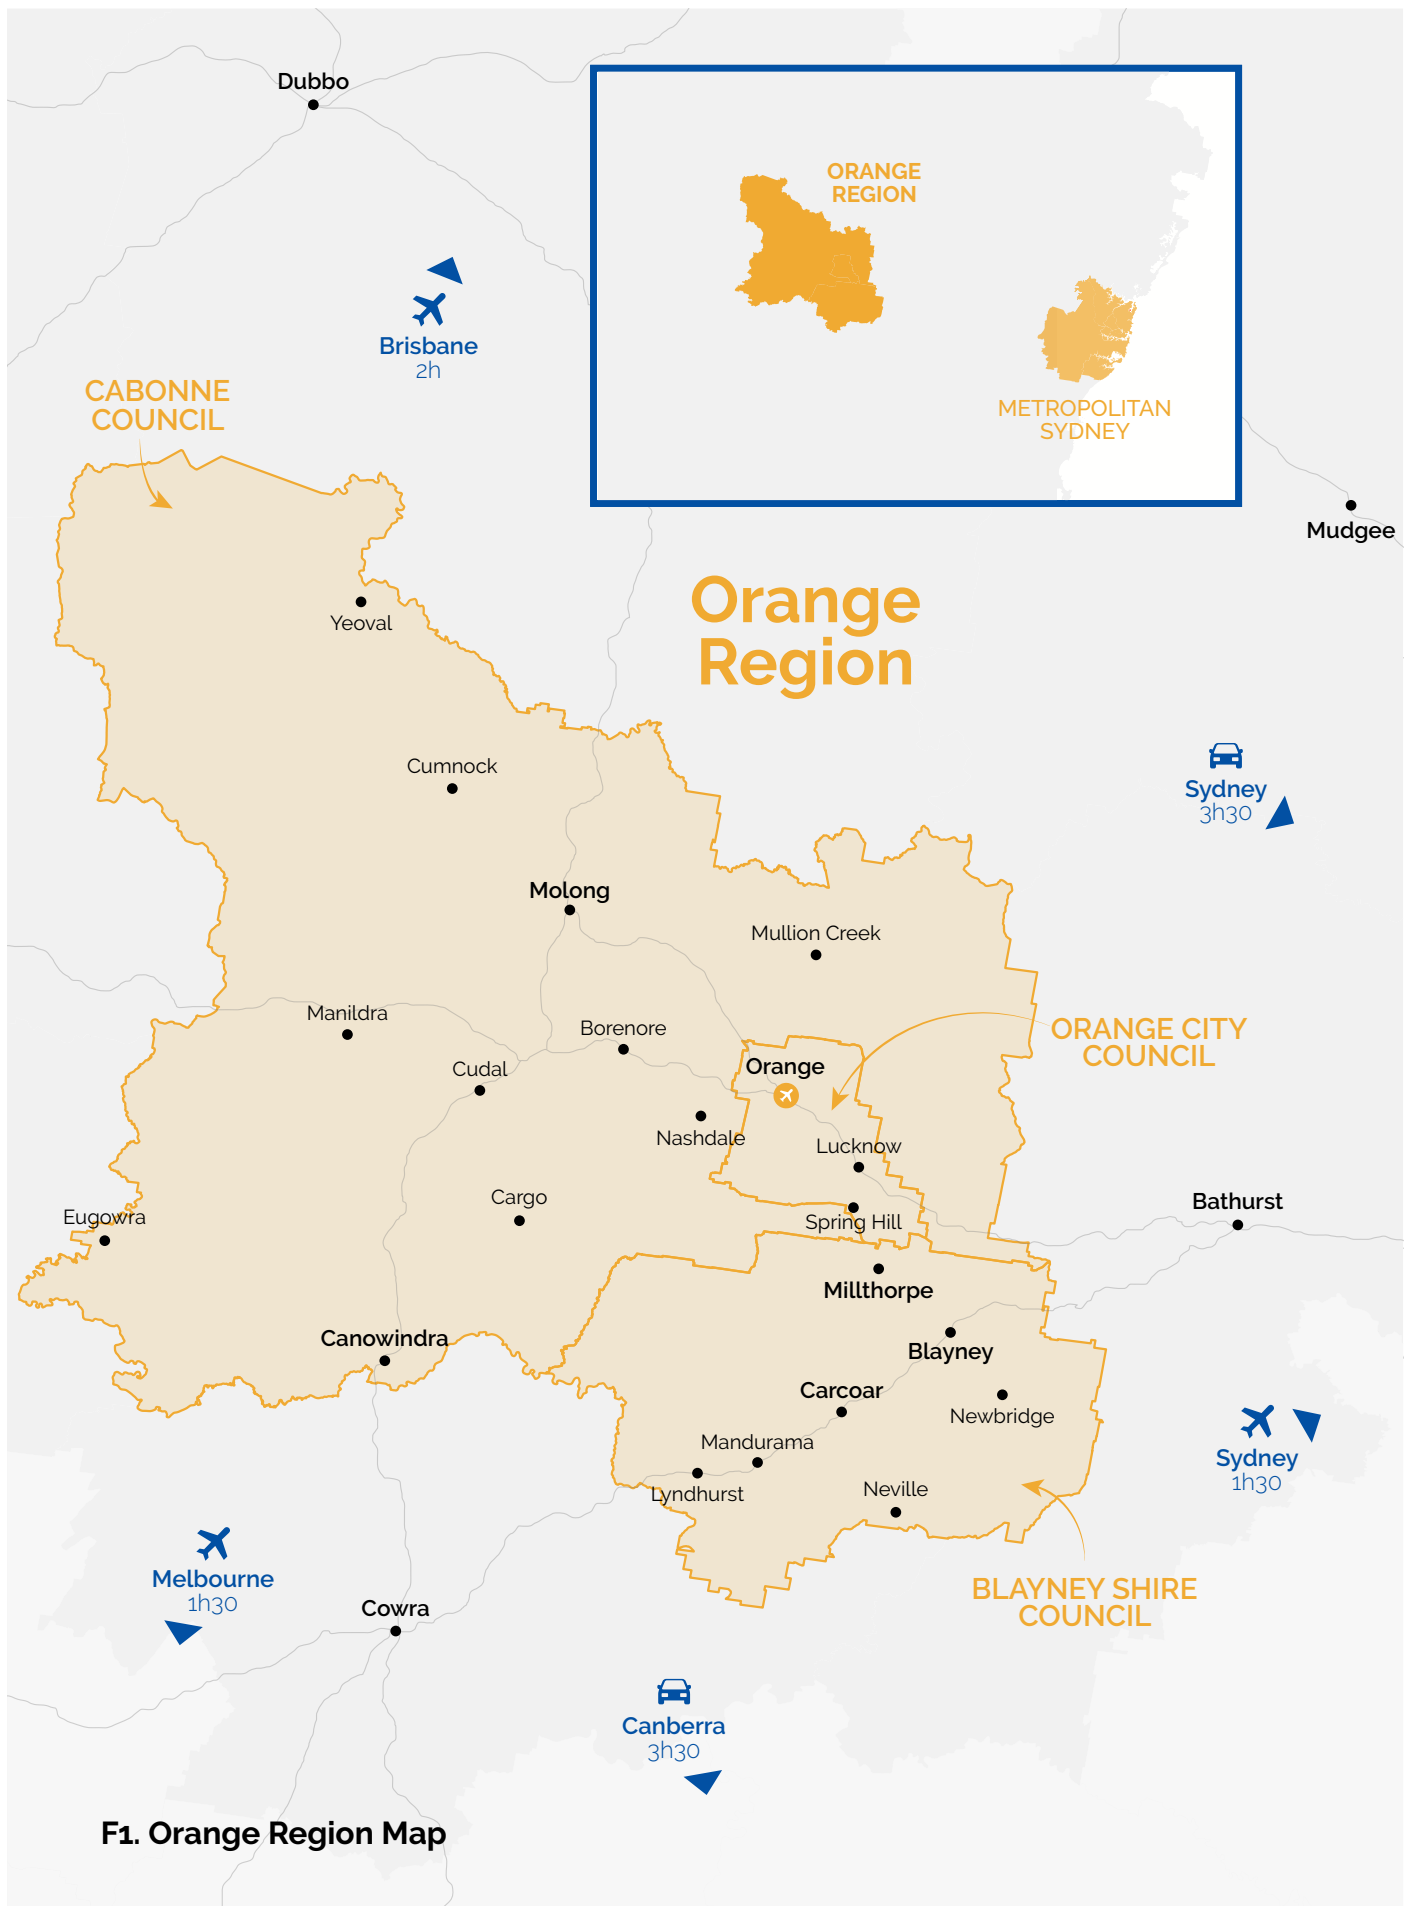 Dubbo
ORANGE
REGION
Brisbane
2h
CABONNE
COUNCIL
METROPOLITAN
SYDNEY
Mudgee
Orange
Region
Yeoval
Cumnock
Sydney
3h30
Molong
Mullion Creek
Manildra
Borenore
ORANGE CITY
COUNCIL
Orange
Cudal
Nashdale
Lucknow
Cargo
Eugowra
Spring Hill
Bathurst
Millthorpe
Canowindra
Blayney
Carcoar
Newbridge
Mandurama
Lyndhurst
Neville
Sydney
1h30
Melbourne
1h30
BLAYNEY SHIRE
COUNCIL
Cowra
Canberra
3h30
F1. Orange Region Map